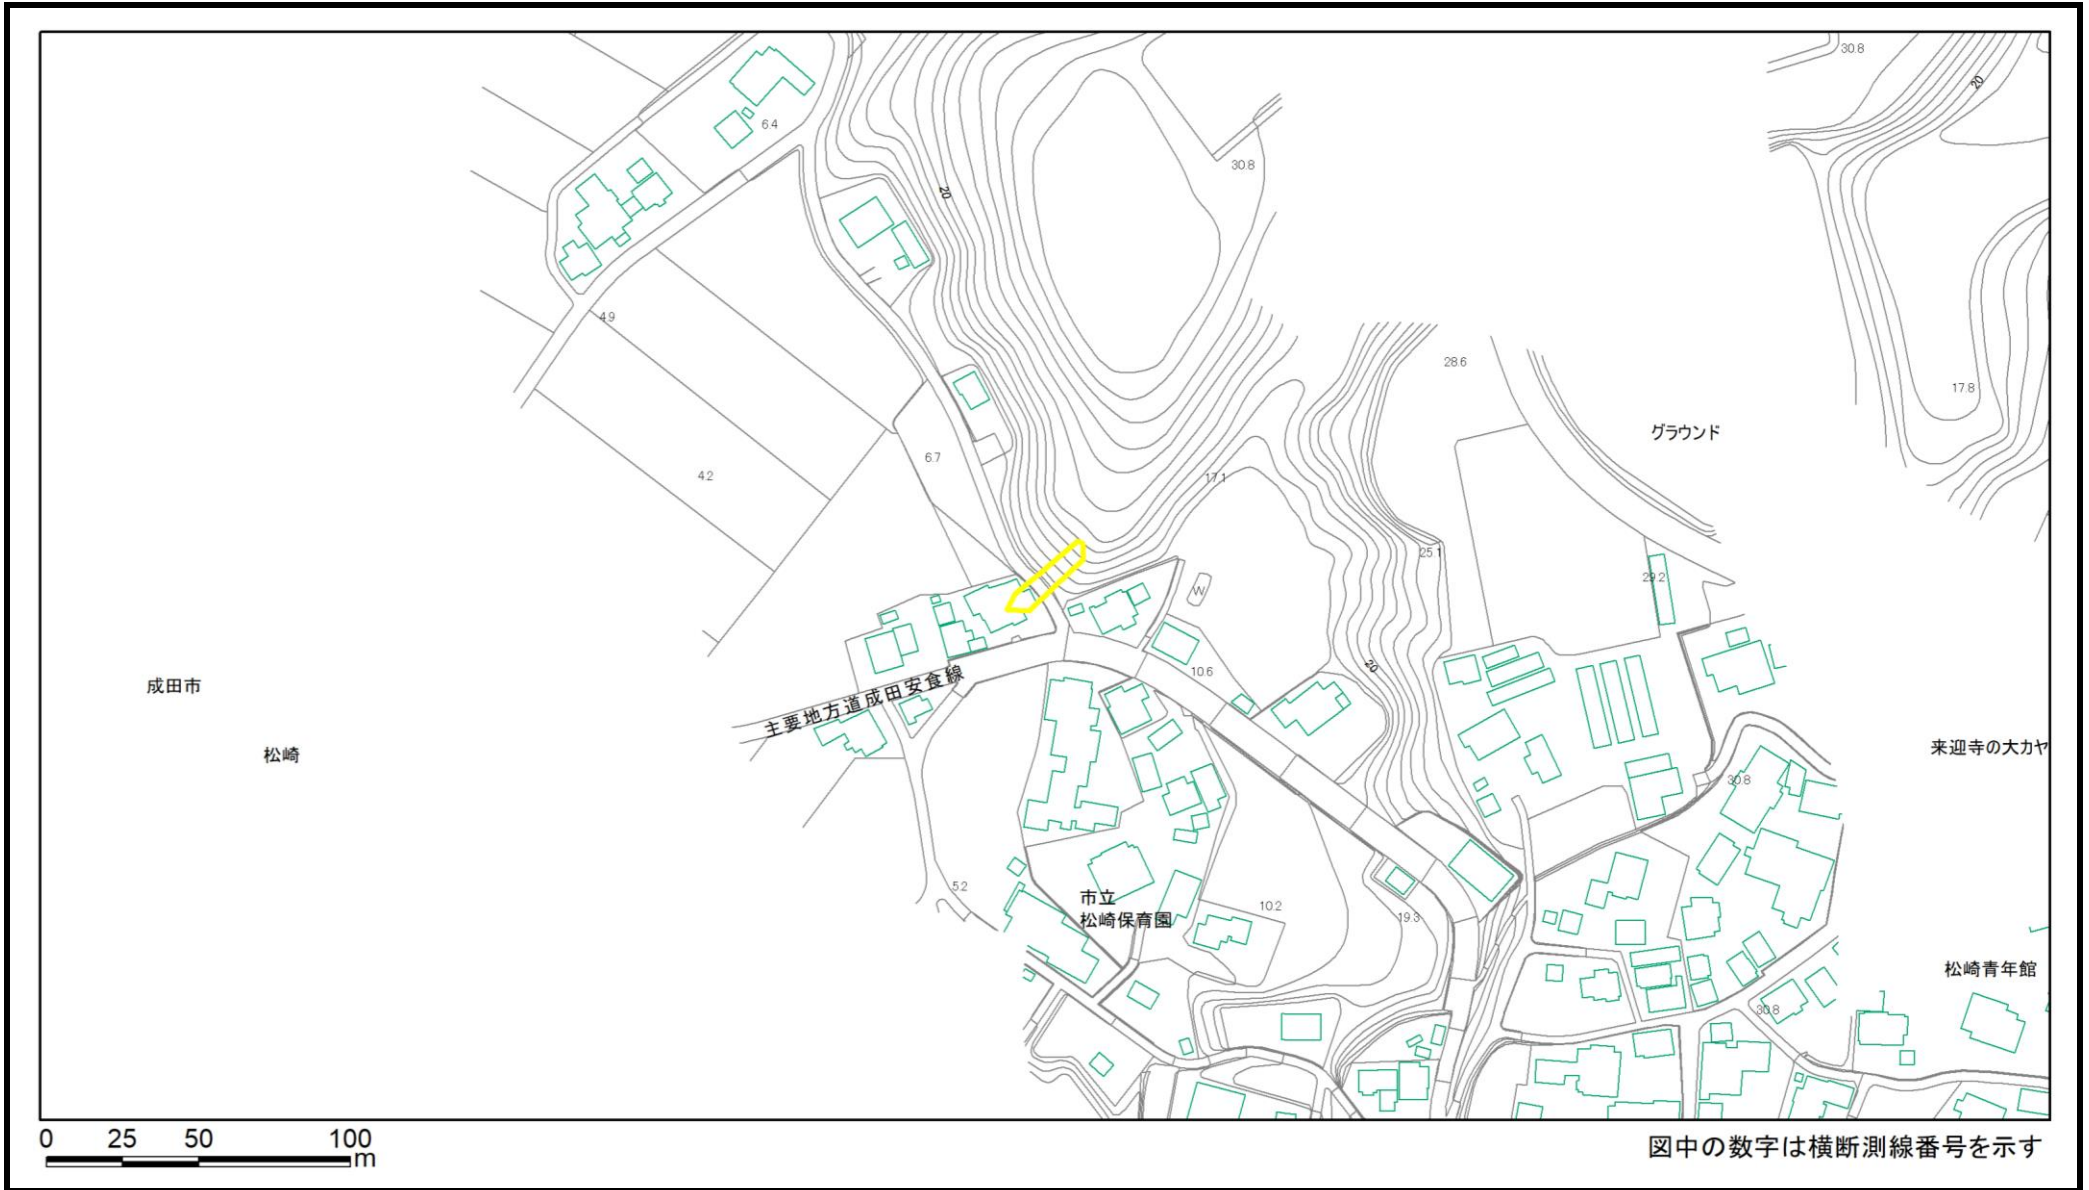 30.8
20
6.4
30.8
20
4.9
28.6
17.8
グラウンド
6.7
4.2
17.1
25.1
29.2
W
20
10.6
成田市
主要地方道成田安食線
来迎寺の大カヤ
松崎
30.8
5.2
市立
松崎保育園
10.2
19.3
松崎青年館
30.8
0 25 50 100
m
図中の数字は横断測線番号を示す